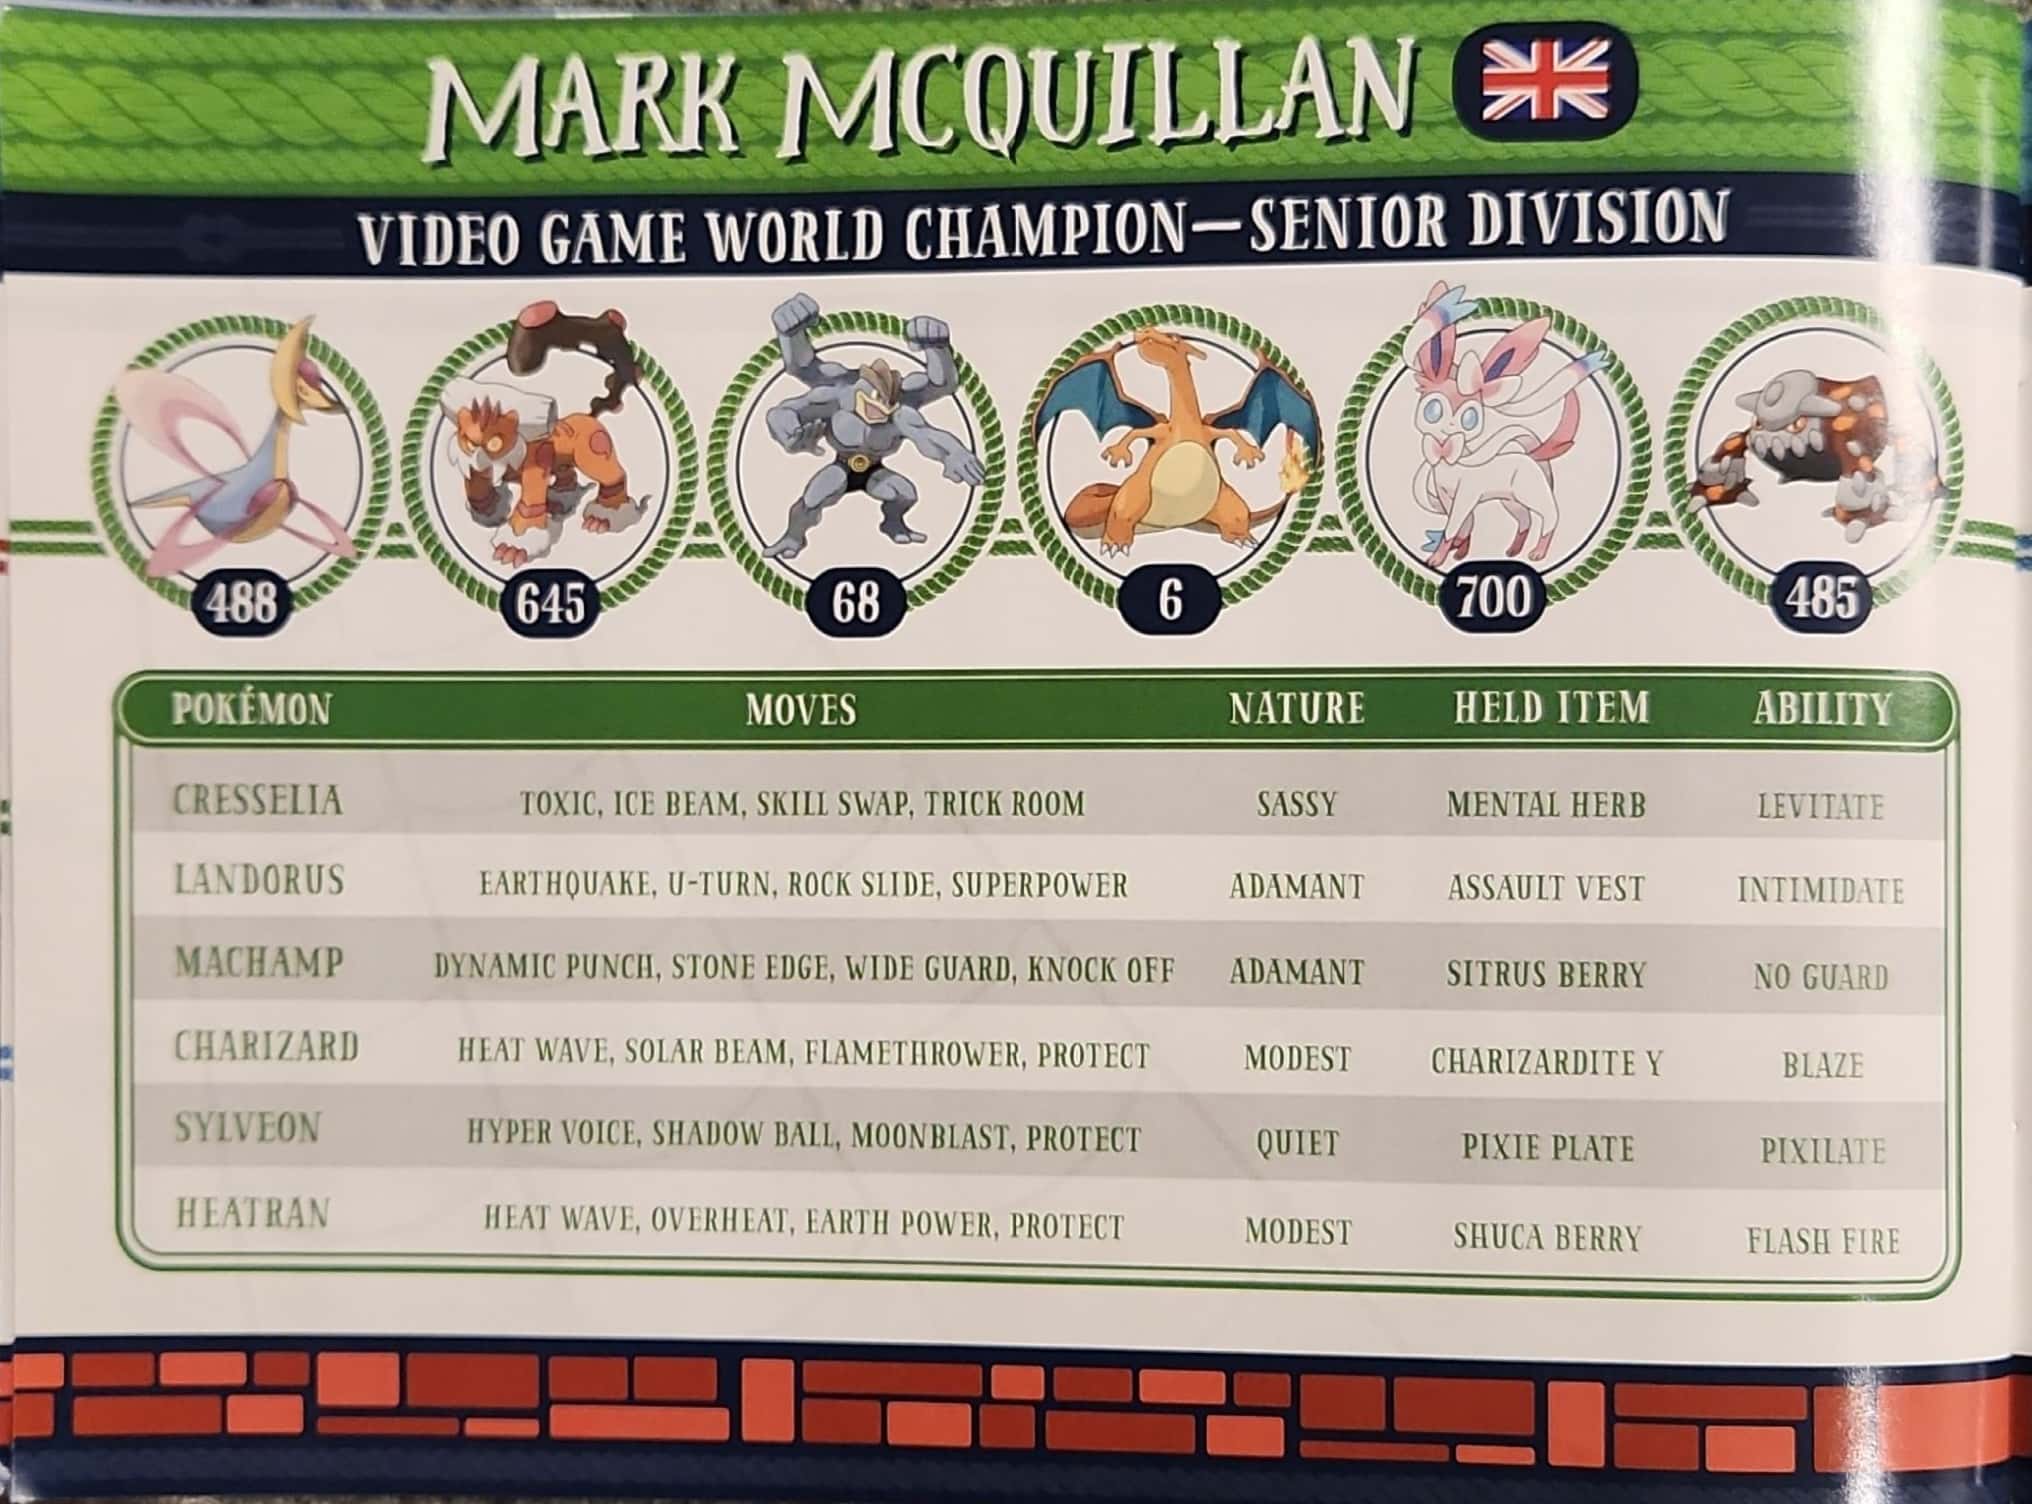 MARK MCQUILLAN
VIDEO GAME WORLD CHAMPION—SENIOR DIVISION
488 645 68 6 700 485
POKÉMON MOVES NATURE HELD ITEM ABILITY
CRESSELIA TOXIC, ICE BEAM, SKILL SWAP, TRICK ROOM SASSY MENTAL HERB LEVITATE
LANDORUS EARTHQUAKE, U-TURN, ROCK SLIDE, SUPERPOWER ADAMANT ASSAULT VEST INTIMIDATE
MACHAMP DYNAMIC PUNCH, STONE EDGE, WIDE GUARD, KNOCK OFF ADAMANT SITRUS BERRY NO GUARD
CHARIZARD HEAT WAVE, SOLAR BEAM, FLAMETHROWER, PROTECT MODEST CHARIZARDITE Y BLAZE
SYLVEON HYPER VOICE, SHADOW BALL, MOONBLAST, PROTECT QUIET PIXIE PLATE PIXILATE
HEATRAN HEAT WAVE, OVERHEAT, EARTH POWER, PROTECT MODEST SHUCA BERRY FLASH FIRE